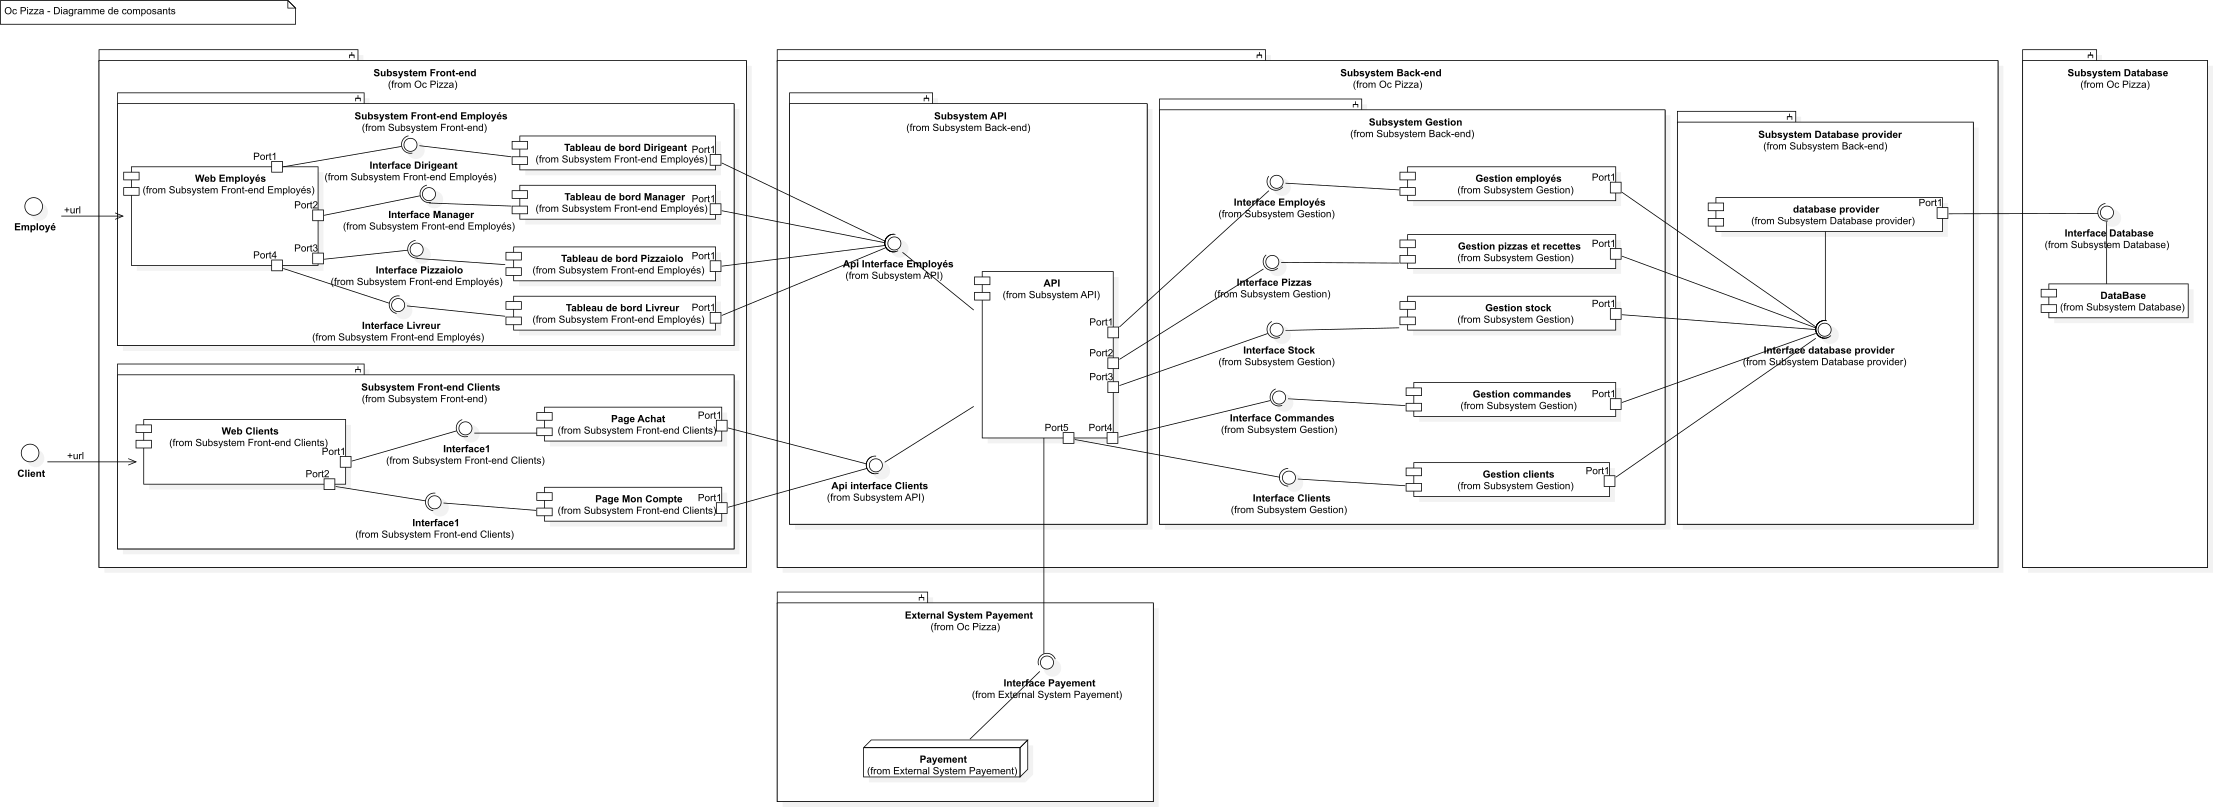 Oc Pizza - Diagramme de composants
Subsystem Front-end
(from Oc Pizza)
Subsystem Front-end Employés
(from Subsystem Front-end)
Employé
+url
Web Employés
(from Subsystem Front-end Employés)
Port1
Port2
Port3
Port4
Interface Dirigeant
(from Subsystem Front-end Employés)
Interface Manager
(from Subsystem Front-end Employés)
Interface Pizzaiolo
(from Subsystem Front-end Employés)
Interface Livreur
(from Subsystem Front-end Employés)
Tableau de bord Dirigeant
(from Subsystem Front-end Employés)
Port1
Tableau de bord Manager
(from Subsystem Front-end Employés)
Port1
Tableau de bord Pizzaiolo
(from Subsystem Front-end Employés)
Port1
Tableau de bord Livreur
(from Subsystem Front-end Employés)
Port1
Subsystem Front-end Clients
(from Subsystem Front-end)
Client
+url
Web Clients
(from Subsystem Front-end Clients)
Port1
Port2
Interface1
(from Subsystem Front-end Clients)
Interface1
(from Subsystem Front-end Clients)
Page Achat
(from Subsystem Front-end Clients)
Port1
Page Mon Compte
(from Subsystem Front-end Clients)
Port1
Subsystem Back-end
(from Oc Pizza)
Subsystem API
(from Subsystem Back-end)
Api Interface Employés
(from Subsystem API)
API
(from Subsystem API)
Port1
Port2
Port3
Port5
Port4
Api interface Clients
(from Subsystem API)
Subsystem Gestion
(from Subsystem Back-end)
Interface Employés
(from Subsystem Gestion)
Interface Pizzas
(from Subsystem Gestion)
Interface Stock
(from Subsystem Gestion)
Interface Commandes
(from Subsystem Gestion)
Interface Clients
(from Subsystem Gestion)
Gestion employés
(from Subsystem Gestion)
Port1
Gestion pizzas et recettes
(from Subsystem Gestion)
Port1
Gestion stock
(from Subsystem Gestion)
Port1
Gestion commandes
(from Subsystem Gestion)
Port1
Gestion clients
(from Subsystem Gestion)
Port1
Subsystem Database provider
(from Subsystem Back-end)
database provider
(from Subsystem Database provider)
Port1
Interface database provider
(from Subsystem Database provider)
Subsystem Database
(from Oc Pizza)
Interface Database
(from Subsystem Database)
DataBase
(from Subsystem Database)
External System Payement
(from Oc Pizza)
Interface Payement
(from External System Payement)
Payement
(from External System Payement)